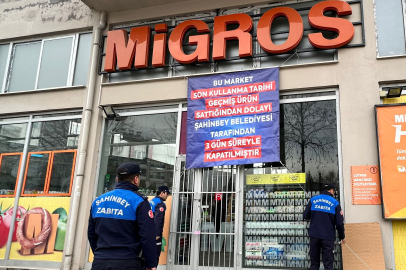 MiGROS
BU MARKET
SON KULLANMA TARİHİ
GEÇMİŞ ÜRÜN
SATTIĞINDAN DOLAYI
ŞAHİNBEY BELEDİYESİ
TARAFINDAN
3 GÜN SÜREYLE
KAPATILMIŞTIR
ŞAHİNBEY
ZABITA
ŞAHİNBEY
ZABITA